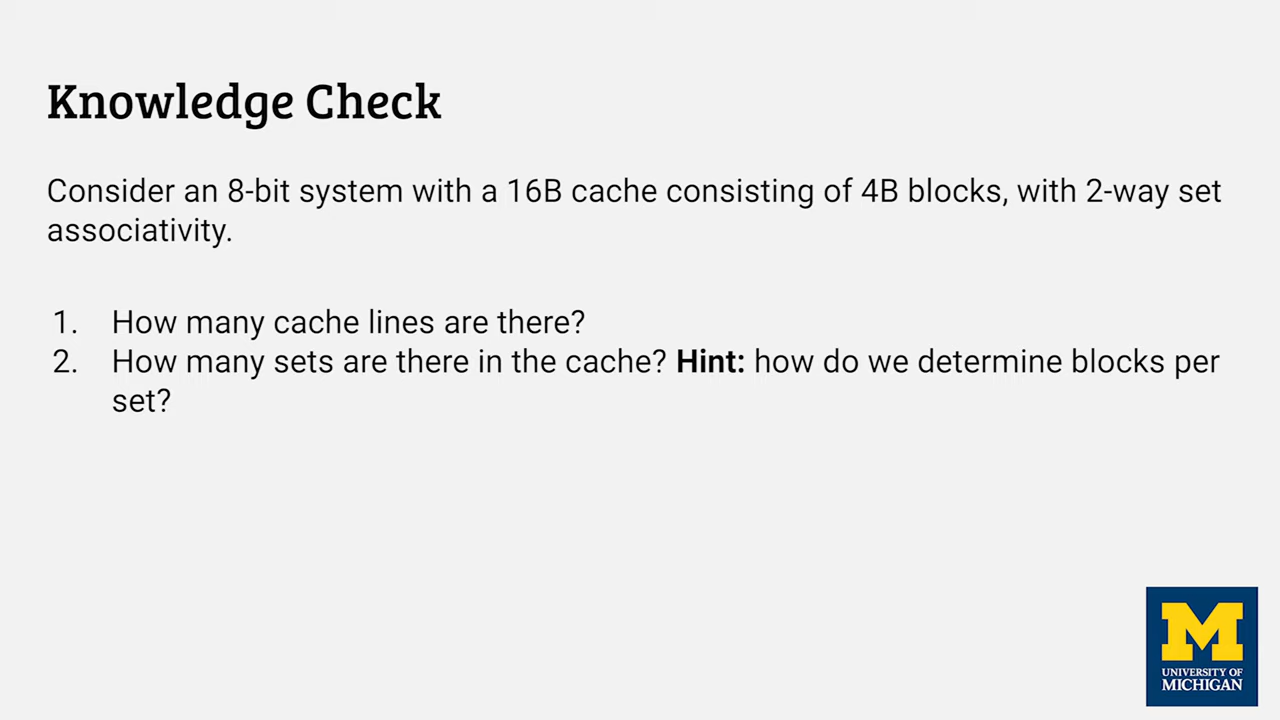 Knowledge Check
Consider an 8-bit system with a 16B cache consisting of 4B blocks, with 2-way set
associativity.
1. How many cache lines are there?
2. How many sets are there in the cache? Hint: how do we determine blocks per
set?
M
UNIVERSITY OF
MICHIGAN